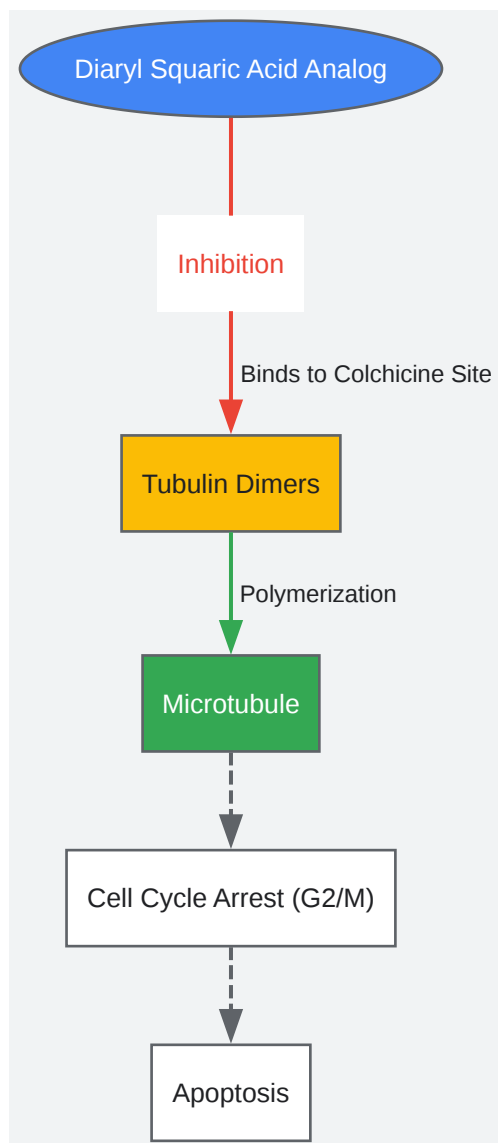 Diaryl Squaric Acid Analog
Inhibition
Binds to Colchicine Site
Tubulin Dimers
Polymerization
Microtubule
Cell Cycle Arrest (G2/M)
Apoptosis